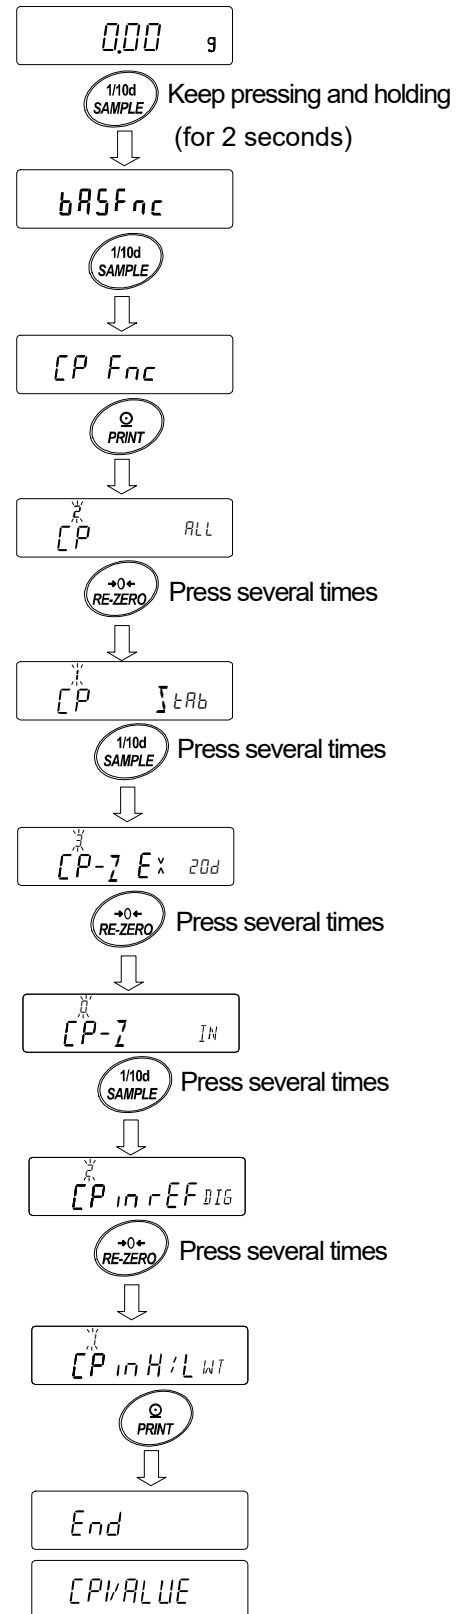 0.00 g
1/10d
SAMPLE
Keep pressing and holding
(for 2 seconds)
bASFnc
1/10d
SAMPLE
CP Fnc
PRINT
2
CP ALL
→0←
RE-ZERO
Press several times
1
CP StAb
1/10d
SAMPLE
Press several times
3
CP-Z EX 20d
→0←
RE-ZERO
Press several times
0
CP-Z IN
1/10d
SAMPLE
Press several times
2
CP in rEF DIG
→0←
RE-ZERO
Press several times
1
CP in H/L WT
PRINT
End
CPVALUE